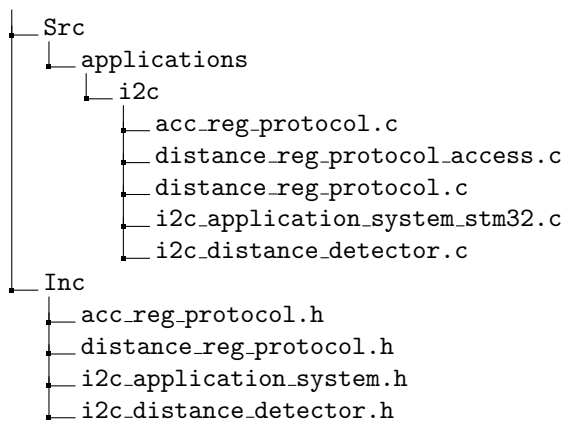 Src
applications
i2c
acc_reg_protocol.c
distance_reg_protocol_access.c
distance_reg_protocol.c
i2c_application_system_stm32.c
i2c_distance_detector.c
Inc
acc_reg_protocol.h
distance_reg_protocol.h
i2c_application_system.h
i2c_distance_detector.h